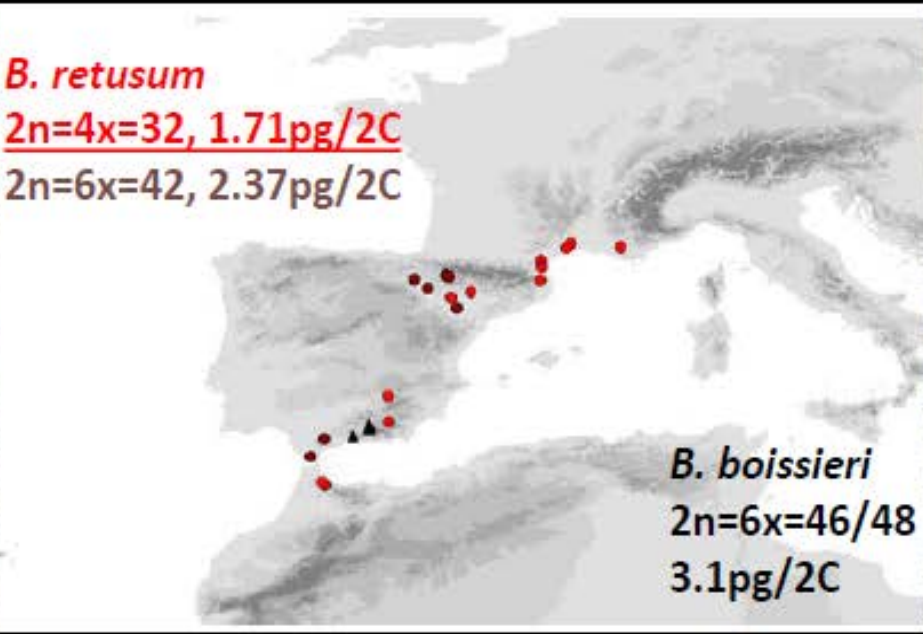 B. retusum
2n=4x=32, 1.71pg/2C
2n=6x=42, 2.37pg/2C
B. boissieri
2n=6x=46/48
3.1pg/2C